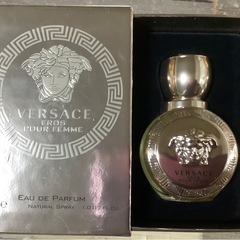 VERSACE
EROS
POUR FEMME
EAU DE PARFUM
NATURAL SPRAY
VERSACE